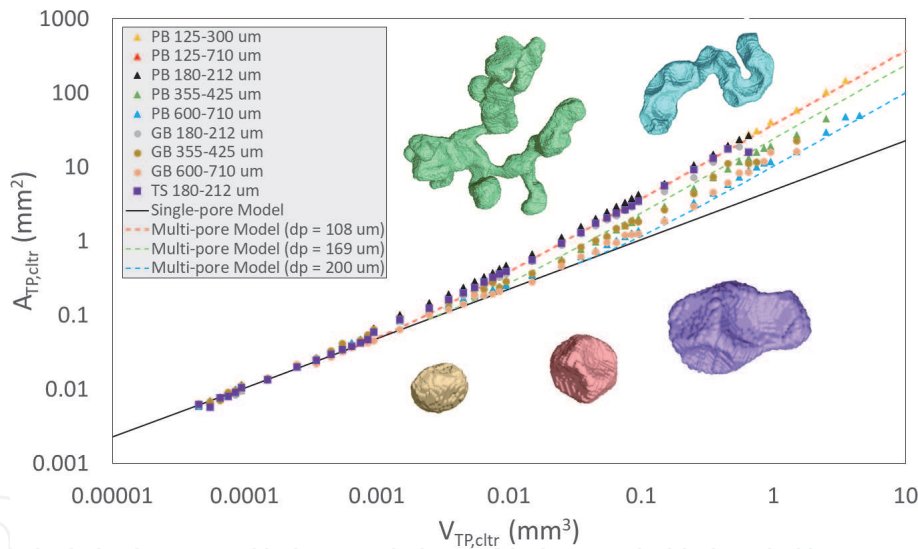 1000
100
10
1
0.1
0.01
0.001
A_TP,cltr (mm²)
PB 125-300 um
PB 125-710 um
PB 180-212 um
PB 355-425 um
PB 600-710 um
GB 180-212 um
GB 355-425 um
GB 600-710 um
TS 180-212 um
Single-pore Model
Multi-pore Model (dp = 108 um)
Multi-pore Model (dp = 169 um)
Multi-pore Model (dp = 200 um)
0.00001 0.0001 0.001 0.01 0.1 1 10
V_TP,cltr (mm³)